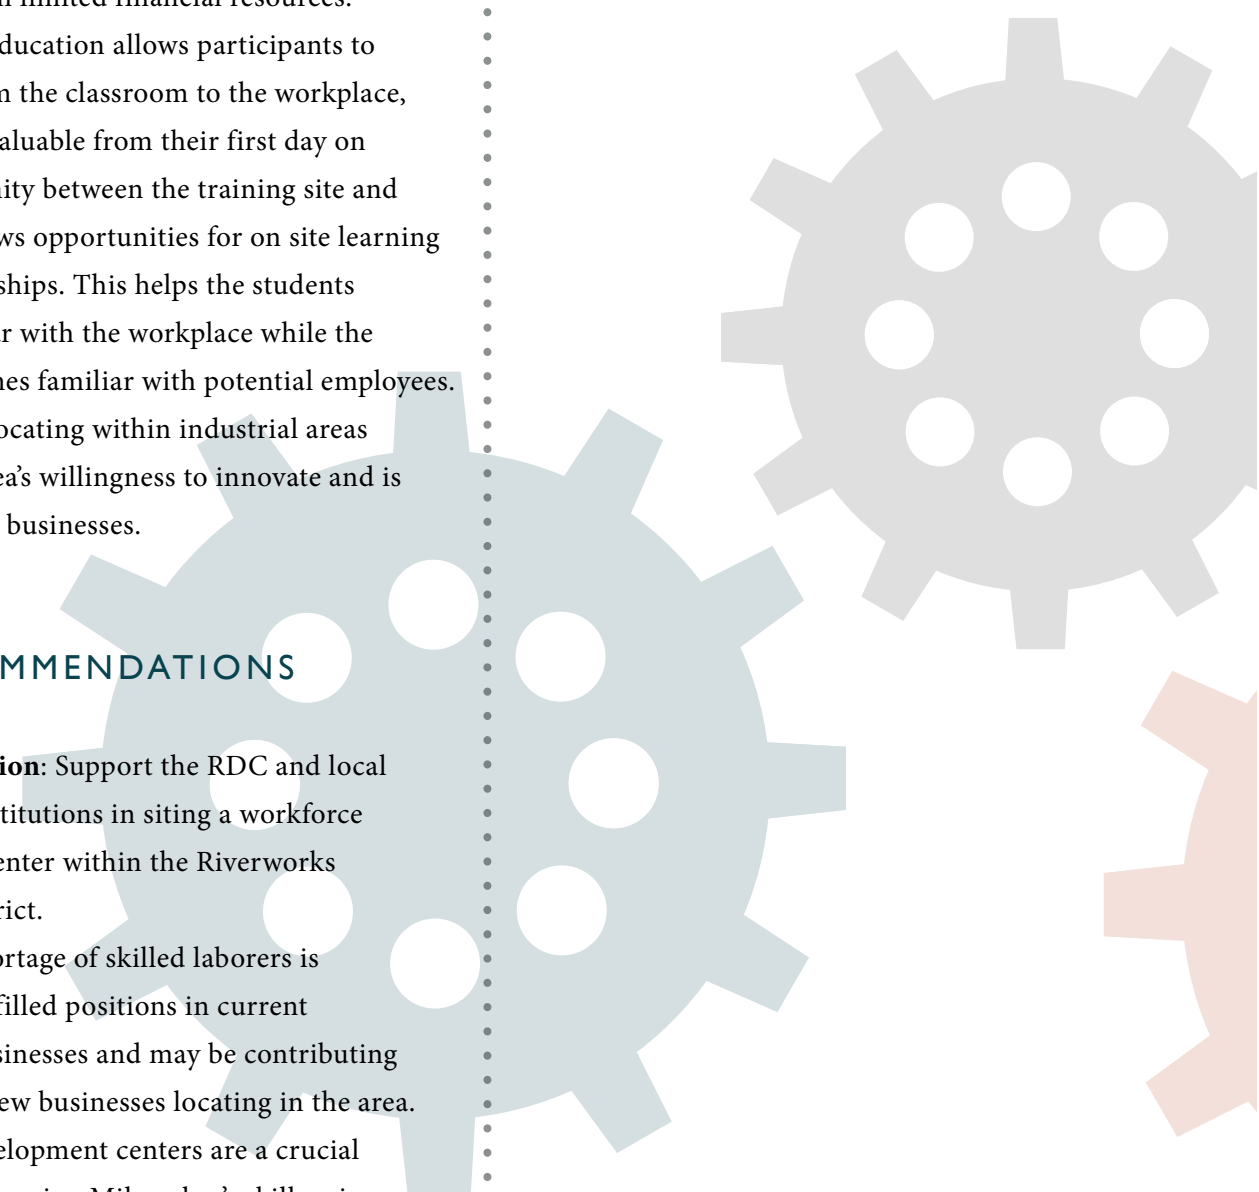 limited financial resources.
ducation allows participants to
the classroom to the workplace,
aluable from their first day on
ity between the training site and
ws opportunities for on site learning
ships. This helps the students
r with the workplace while the
nes familiar with potential employees.
ocating within industrial areas
ea's willingness to innovate and is
businesses.
MMENDATIONS
ion: Support the RDC and local
titutions in siting a workforce
enter within the Riverworks
rict.
ortage of skilled laborers is
filled positions in current
sinesses and may be contributing
ew businesses locating in the area.
elopment centers are a crucial